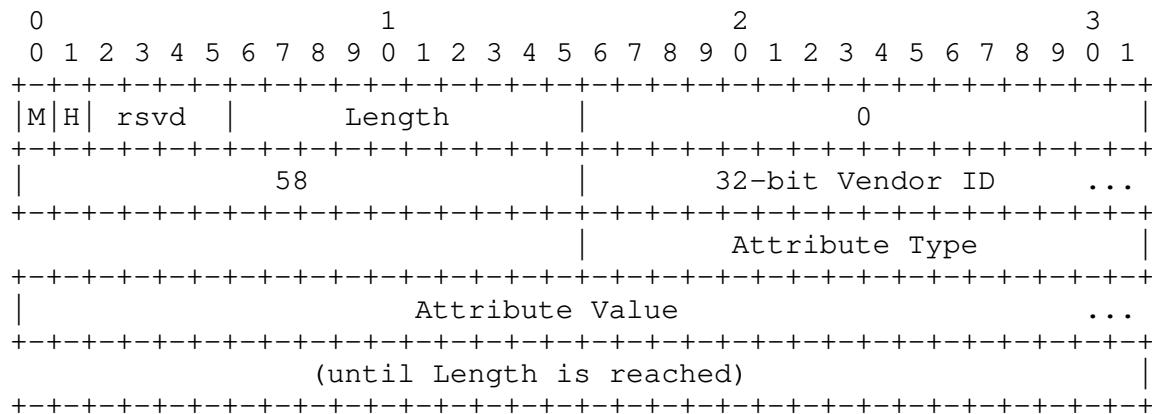 0                   1                   2                   3
 0 1 2 3 4 5 6 7 8 9 0 1 2 3 4 5 6 7 8 9 0 1 2 3 4 5 6 7 8 9 0 1
+-+-+-+-+-+-+-+-+-+-+-+-+-+-+-+-+-+-+-+-+-+-+-+-+-+-+-+-+-+-+-+-+
|M|H| rsvd  |      Length       |               0               |
+-+-+-+-+-+-+-+-+-+-+-+-+-+-+-+-+-+-+-+-+-+-+-+-+-+-+-+-+-+-+-+-+
|              58               |       32-bit Vendor ID     ...
+-+-+-+-+-+-+-+-+-+-+-+-+-+-+-+-+-+-+-+-+-+-+-+-+-+-+-+-+-+-+-+-+
                                |        Attribute Type         |
+-+-+-+-+-+-+-+-+-+-+-+-+-+-+-+-+-+-+-+-+-+-+-+-+-+-+-+-+-+-+-+-+
|                      Attribute Value                       ...
+-+-+-+-+-+-+-+-+-+-+-+-+-+-+-+-+-+-+-+-+-+-+-+-+-+-+-+-+-+-+-+-+
                 (until Length is reached)                      |
+-+-+-+-+-+-+-+-+-+-+-+-+-+-+-+-+-+-+-+-+-+-+-+-+-+-+-+-+-+-+-+-+